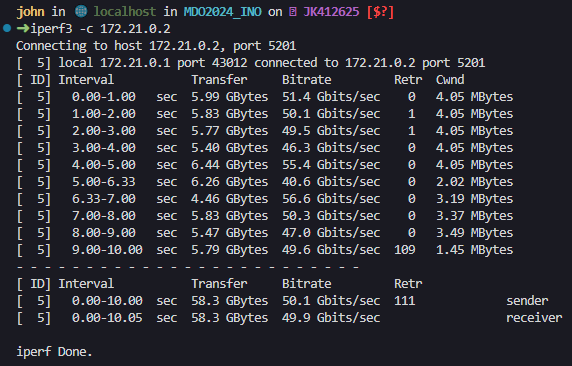 john in 🌐 localhost in MDO2024_INO on JK412625 [$?]
➜iperf3 -c 172.21.0.2
Connecting to host 172.21.0.2, port 5201
[  5] local 172.21.0.1 port 43012 connected to 172.21.0.2 port 5201
[ ID] Interval           Transfer     Bitrate         Retr  Cwnd
[  5]   0.00-1.00   sec  5.99 GBytes  51.4 Gbits/sec    0   4.05 MBytes
[  5]   1.00-2.00   sec  5.83 GBytes  50.1 Gbits/sec    1   4.05 MBytes
[  5]   2.00-3.00   sec  5.77 GBytes  49.5 Gbits/sec    1   4.05 MBytes
[  5]   3.00-4.00   sec  5.40 GBytes  46.3 Gbits/sec    0   4.05 MBytes
[  5]   4.00-5.00   sec  6.44 GBytes  55.4 Gbits/sec    0   4.05 MBytes
[  5]   5.00-6.33   sec  6.26 GBytes  40.6 Gbits/sec    0   2.02 MBytes
[  5]   6.33-7.00   sec  4.46 GBytes  56.6 Gbits/sec    0   3.19 MBytes
[  5]   7.00-8.00   sec  5.83 GBytes  50.3 Gbits/sec    0   3.37 MBytes
[  5]   8.00-9.00   sec  5.47 GBytes  47.0 Gbits/sec    0   3.49 MBytes
[  5]   9.00-10.00  sec  5.79 GBytes  49.6 Gbits/sec  109   1.45 MBytes
- - - - - - - - - - - - - - - - - - - - - - - - -
[ ID] Interval           Transfer     Bitrate         Retr
[  5]   0.00-10.00  sec  58.3 GBytes  50.1 Gbits/sec  111             sender
[  5]   0.00-10.05  sec  58.3 GBytes  49.9 Gbits/sec                  receiver
iperf Done.